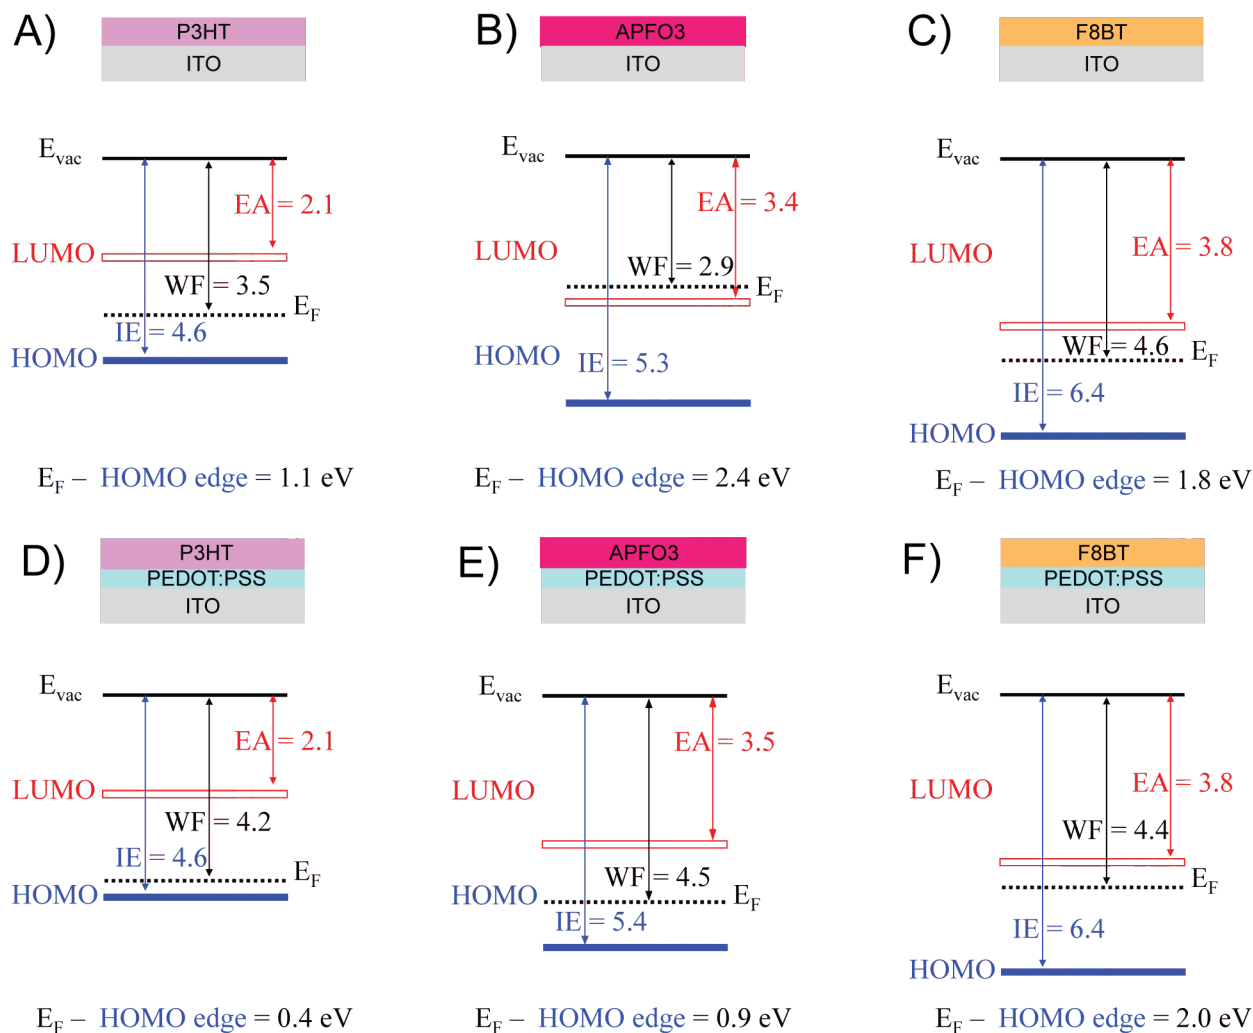 A)
P3HT
ITO
E_vac
EA = 2.1
LUMO
WF = 3.5
E_F
IE = 4.6
HOMO
E_F – HOMO edge = 1.1 eV
B)
APFO3
ITO
E_vac
EA = 3.4
LUMO
WF = 2.9
E_F
HOMO
IE = 5.3
E_F – HOMO edge = 2.4 eV
C)
F8BT
ITO
E_vac
LUMO
EA = 3.8
WF = 4.6
E_F
IE = 6.4
HOMO
E_F – HOMO edge = 1.8 eV
D)
P3HT
PEDOT:PSS
ITO
E_vac
EA = 2.1
LUMO
WF = 4.2
IE = 4.6
E_F
HOMO
E_F – HOMO edge = 0.4 eV
E)
APFO3
PEDOT:PSS
ITO
E_vac
EA = 3.5
LUMO
WF = 4.5
HOMO
E_F
IE = 5.4
E_F – HOMO edge = 0.9 eV
F)
F8BT
PEDOT:PSS
ITO
E_vac
EA = 3.8
LUMO
WF = 4.4
E_F
IE = 6.4
HOMO
E_F – HOMO edge = 2.0 eV